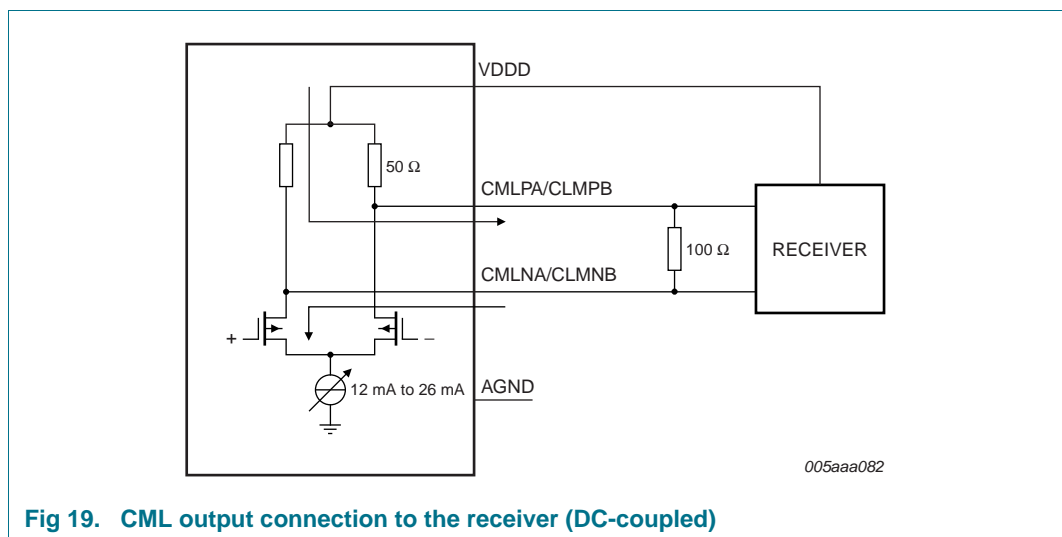 VDDD
50 Ω
CMLPA/CLMPB
100 Ω
RECEIVER
CMLNA/CLMNB
+
−
12 mA to 26 mA
AGND
005aaa082
Fig 19. CML output connection to the receiver (DC-coupled)